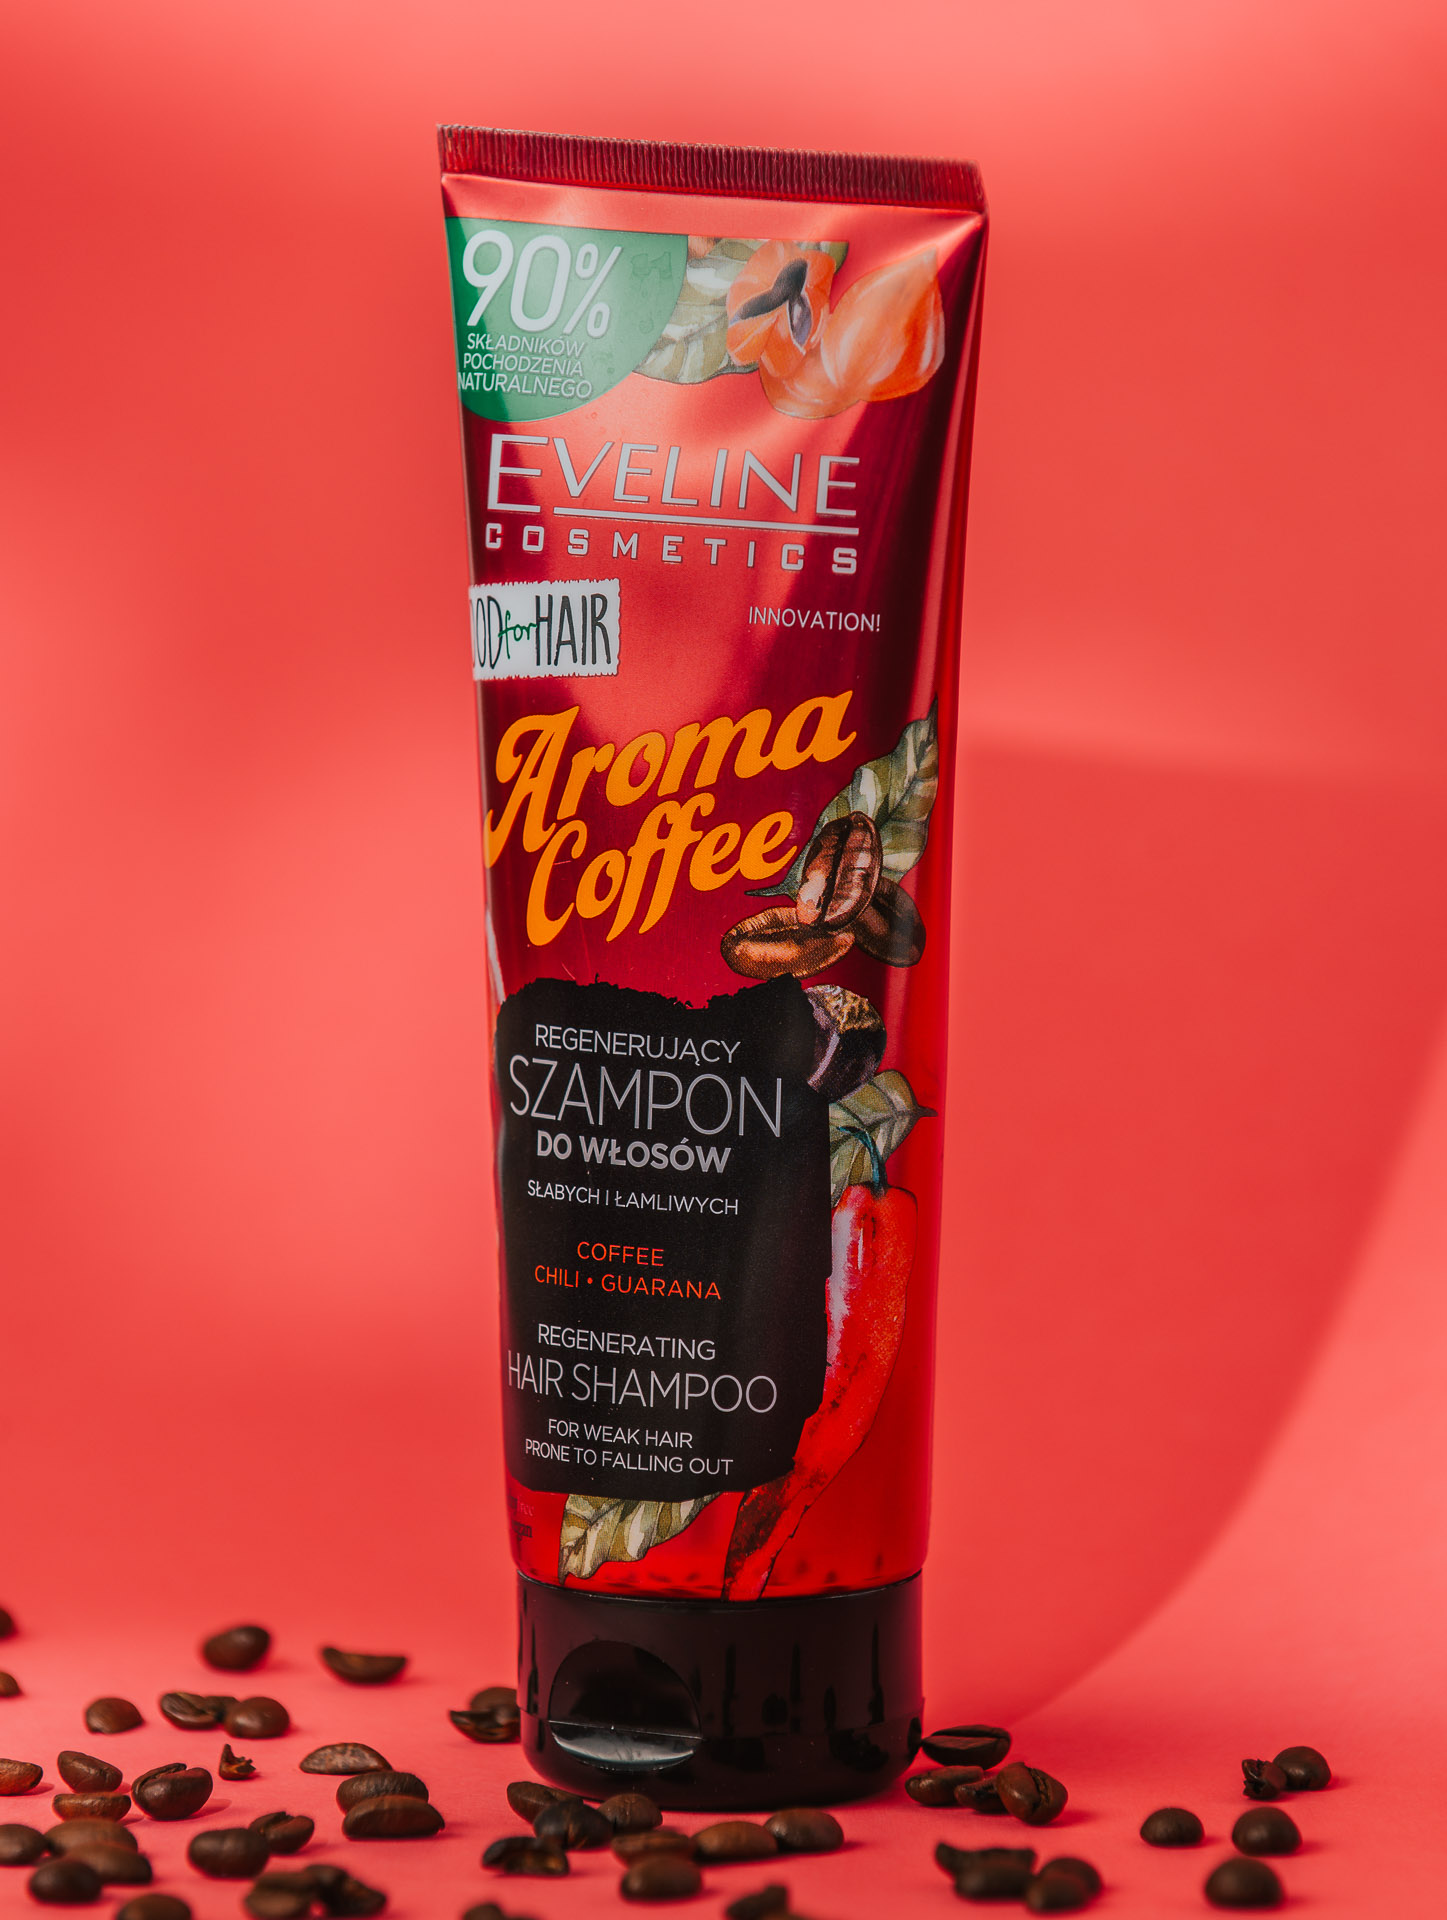 90%
SKŁADNIKÓW
POCHODZENIA
NATURALNEGO
EVELINE
COSMETICS
for HAIR
INNOVATION!
Aroma
Coffee
REGENERUJĄCY
SZAMPON
DO WŁOSÓW
SŁABYCH I ŁAMLIWYCH
COFFEE
CHILI • GUARANA
REGENERATING
HAIR SHAMPOO
FOR WEAK HAIR
PRONE TO FALLING OUT